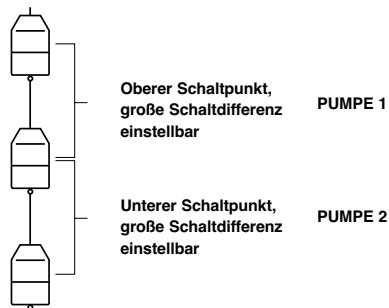 Oberer Schaltpunkt,
große Schaltdifferenz
einstellbar
PUMPE 1
Unterer Schaltpunkt,
große Schaltdifferenz
einstellbar
PUMPE 2